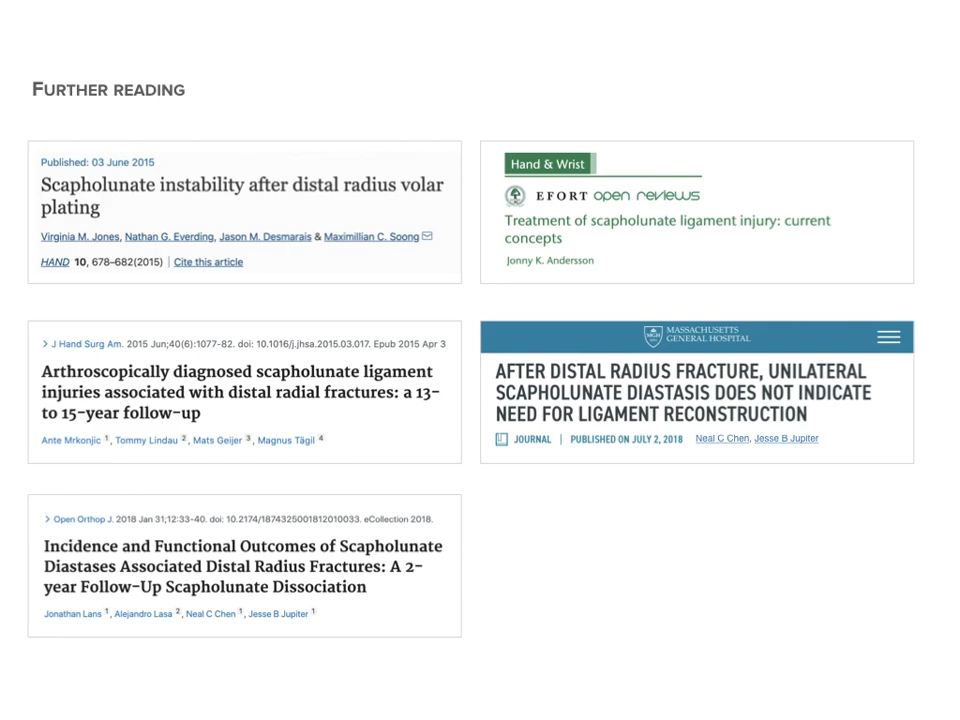 FURTHER READING
Published: 03 June 2015
Scapholunate instability after distal radius volar
plating
Virginia M. Jones, Nathan G. Everding, Jason M. Desmarais & Maximillian C. Soong
HAND 10, 678–682(2015) | Cite this article
Hand & Wrist
EFORT open reviews
Treatment of scapholunate ligament injury: current
concepts
Jonny K. Andersson
> J Hand Surg Am. 2015 Jun;40(6):1077-82. doi: 10.1016/j.jhsa.2015.03.017. Epub 2015 Apr 3
Arthroscopically diagnosed scapholunate ligament
injuries associated with distal radial fractures: a 13-
to 15-year follow-up
Ante Mrkonjic 1, Tommy Lindau 2, Mats Geijer 3, Magnus Tägil 4
MGH
MASSACHUSETTS
GENERAL HOSPITAL
AFTER DISTAL RADIUS FRACTURE, UNILATERAL
SCAPHOLUNATE DIASTASIS DOES NOT INDICATE
NEED FOR LIGAMENT RECONSTRUCTION
JOURNAL | PUBLISHED ON JULY 2, 2018 Neal C Chen, Jesse B Jupiter
> Open Orthop J. 2018 Jan 31;12:33-40. doi: 10.2174/1874325001812010033. eCollection 2018.
Incidence and Functional Outcomes of Scapholunate
Diastases Associated Distal Radius Fractures: A 2-
year Follow-Up Scapholunate Dissociation
Jonathan Lans 1, Alejandro Lasa 2, Neal C Chen 1, Jesse B Jupiter 1